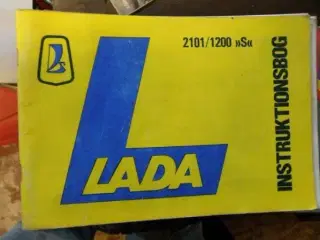 2101/1200 »S«
LADA
INSTRUKTIONSBOG